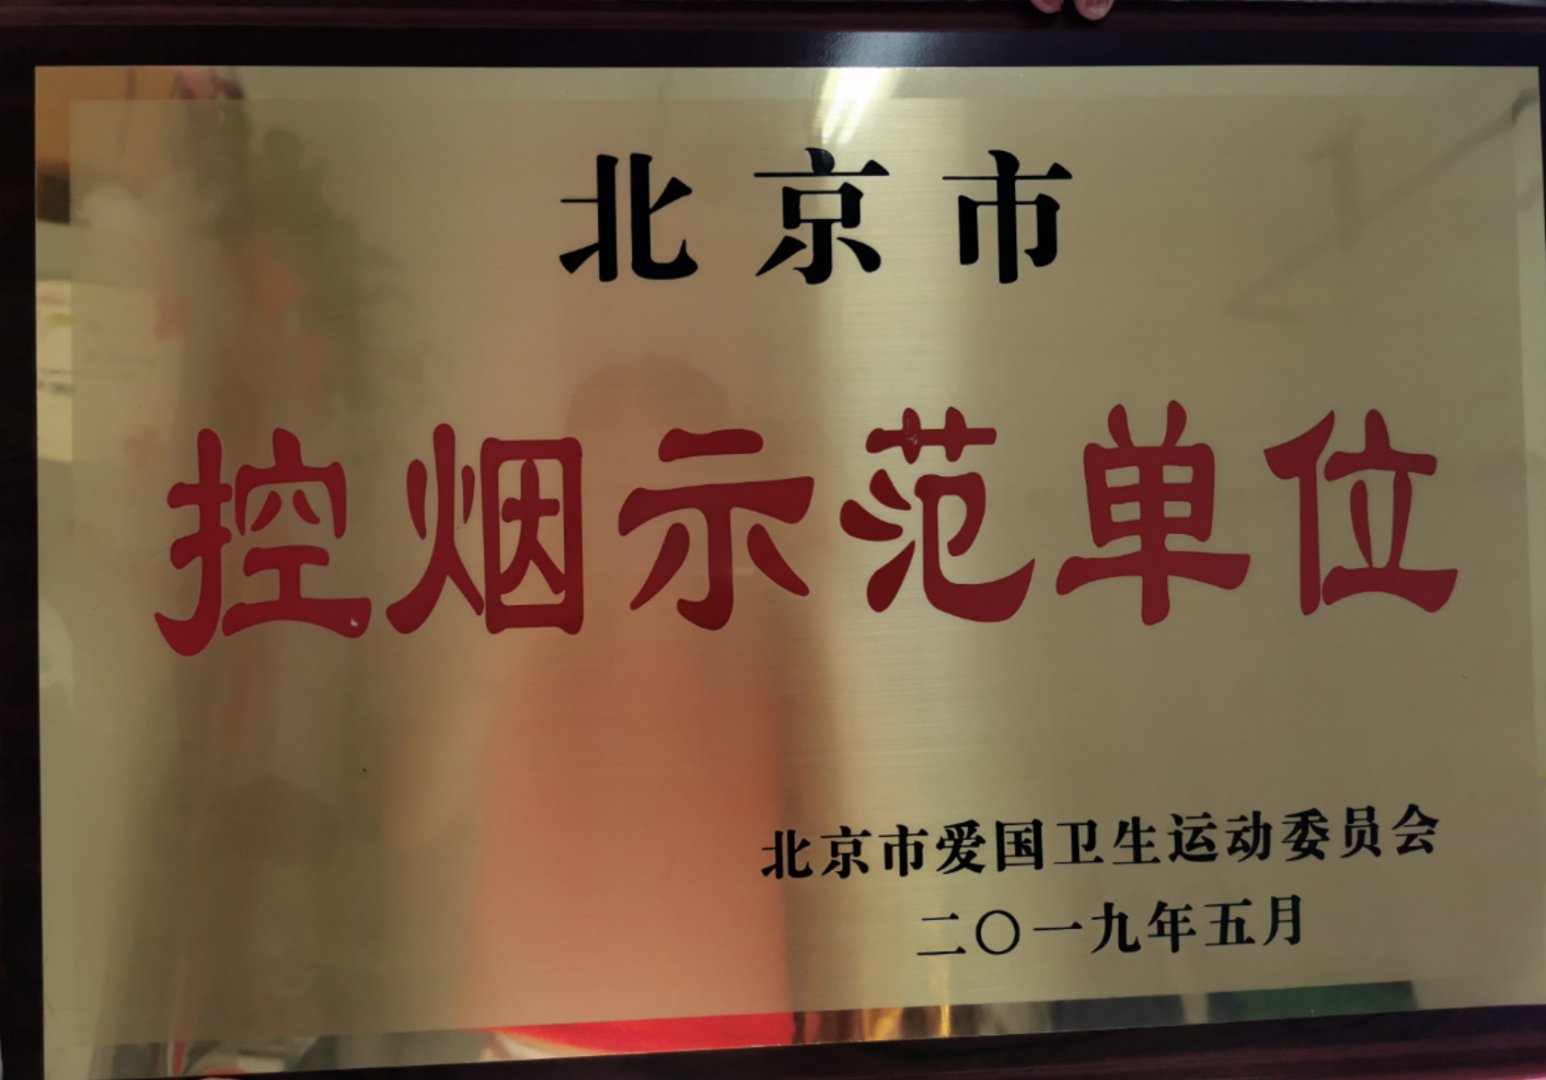 北京市
控烟示范单位
北京市爱国卫生运动委员会
二〇一九年五月